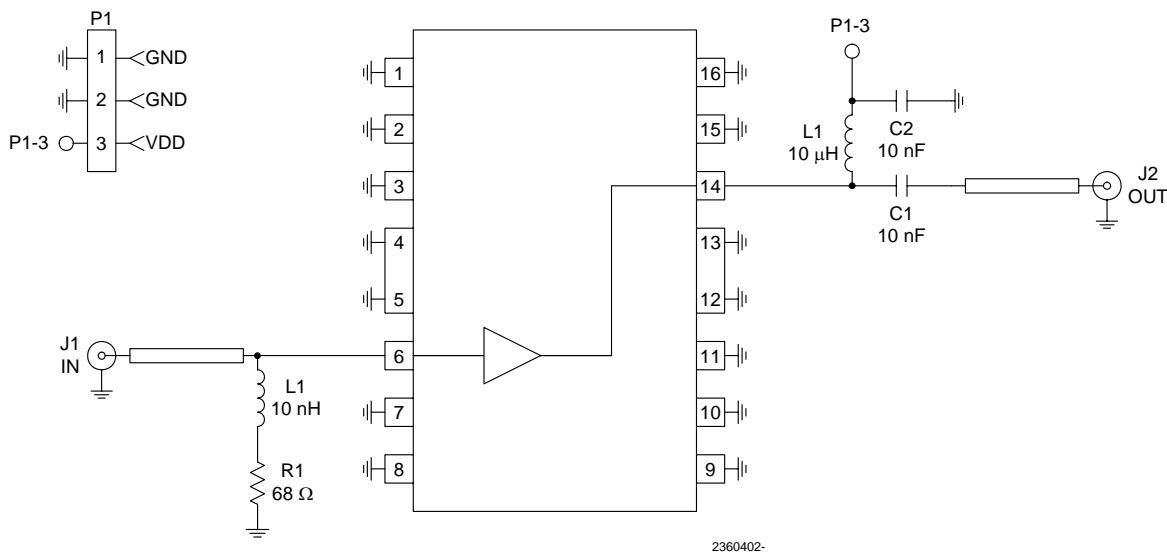 P1
1
GND
2
GND
P1-3
3
VDD
1
2
3
4
5
6
7
8
16
15
14
13
12
11
10
9
J1
IN
L1
10 nH
R1
68 Ω
P1-3
L1
10 μH
C2
10 nF
C1
10 nF
J2
OUT
2360402-